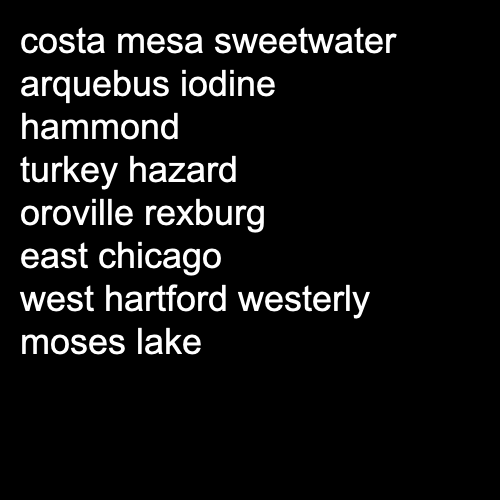 costa mesa sweetwater
arquebus iodine
hammond
turkey hazard
oroville rexburg
east chicago
west hartford westerly
moses lake